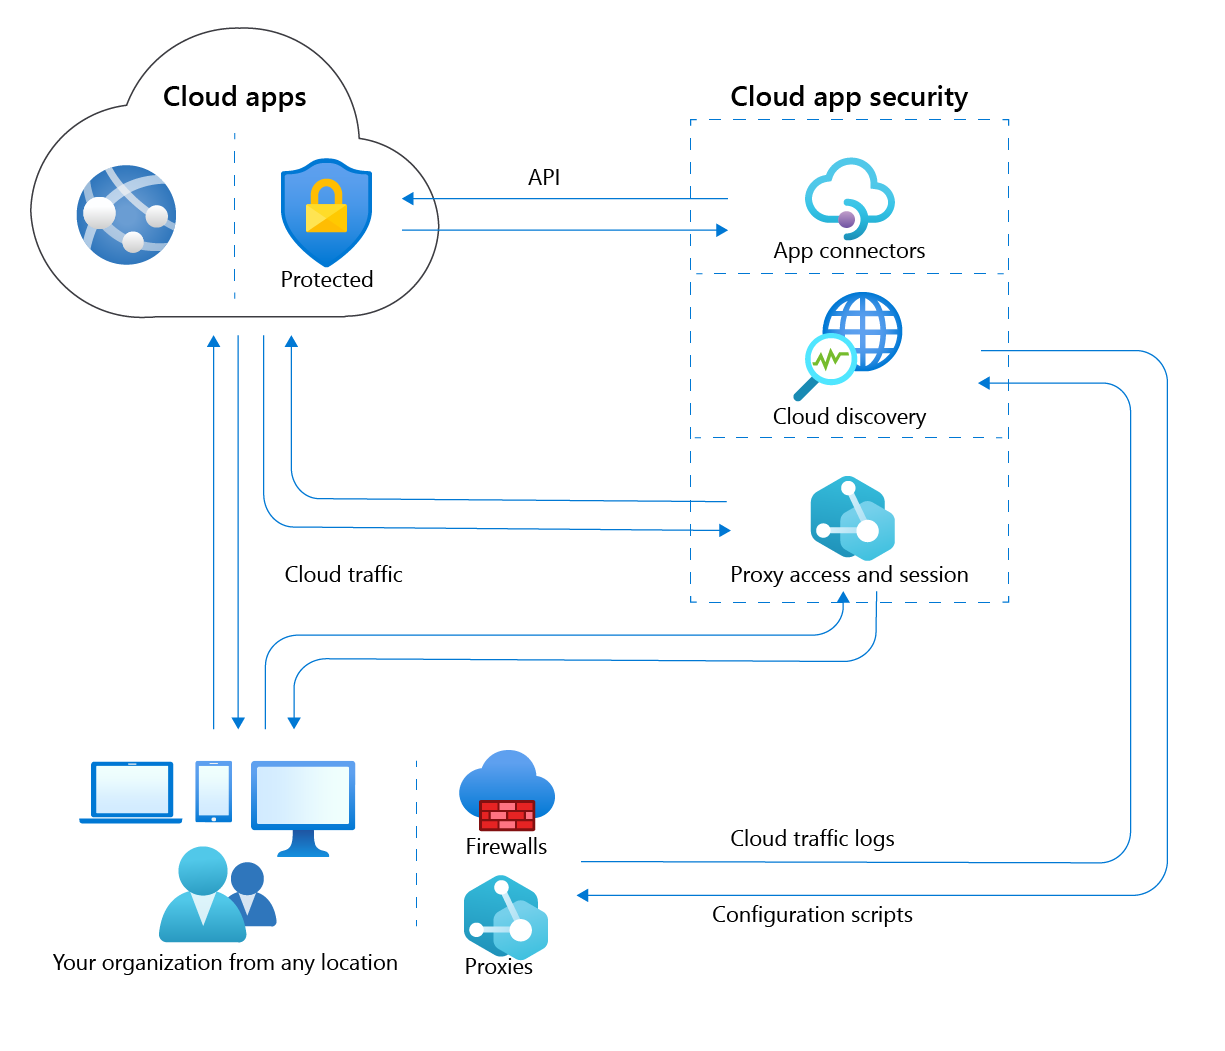 Cloud apps
Cloud app security
API
App connectors
Protected
Cloud discovery
Cloud traffic
Proxy access and session
Firewalls
Cloud traffic logs
Configuration scripts
Your organization from any location
Proxies